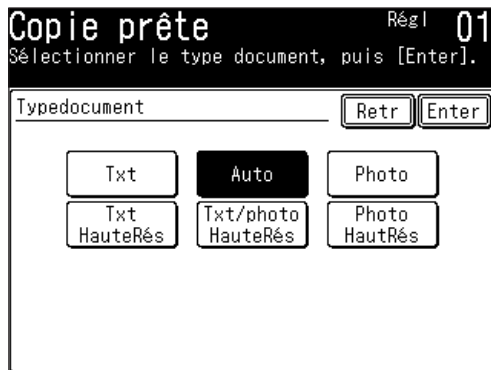 Copie prête Régl 01
Sélectionner le type document, puis [Enter].
Typedocument Retr Enter
Txt Auto Photo
Txt Txt/photo Photo
HauteRés HauteRés HautRés